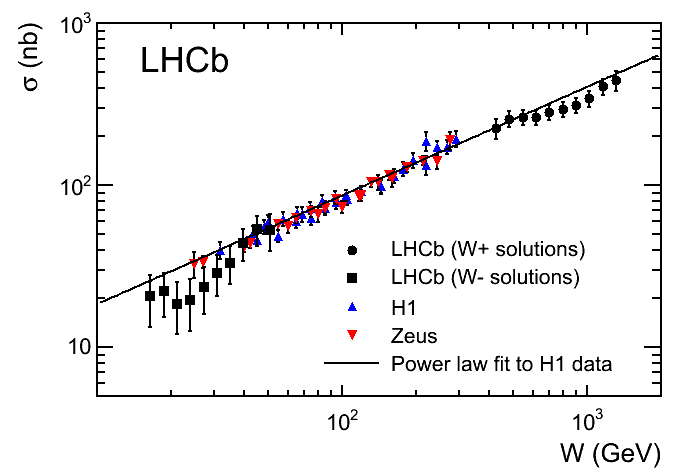 10³
σ (nb)
LHCb
10²
LHCb (W+ solutions)
LHCb (W- solutions)
H1
Zeus
10
Power law fit to H1 data
10²
10³
W (GeV)